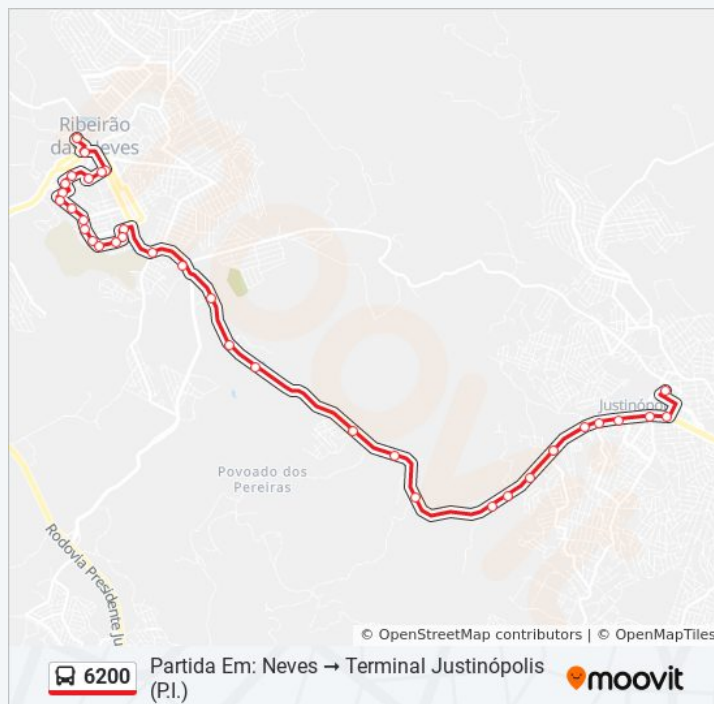 Ribeirão
das Neves
Justinópo
Povoado dos
Pereiras
Rodovia Presidente Ju
© OpenStreetMap contributors | © OpenMapTiles
6200
Partida Em: Neves → Terminal Justinópolis
(P.I.)
moovit